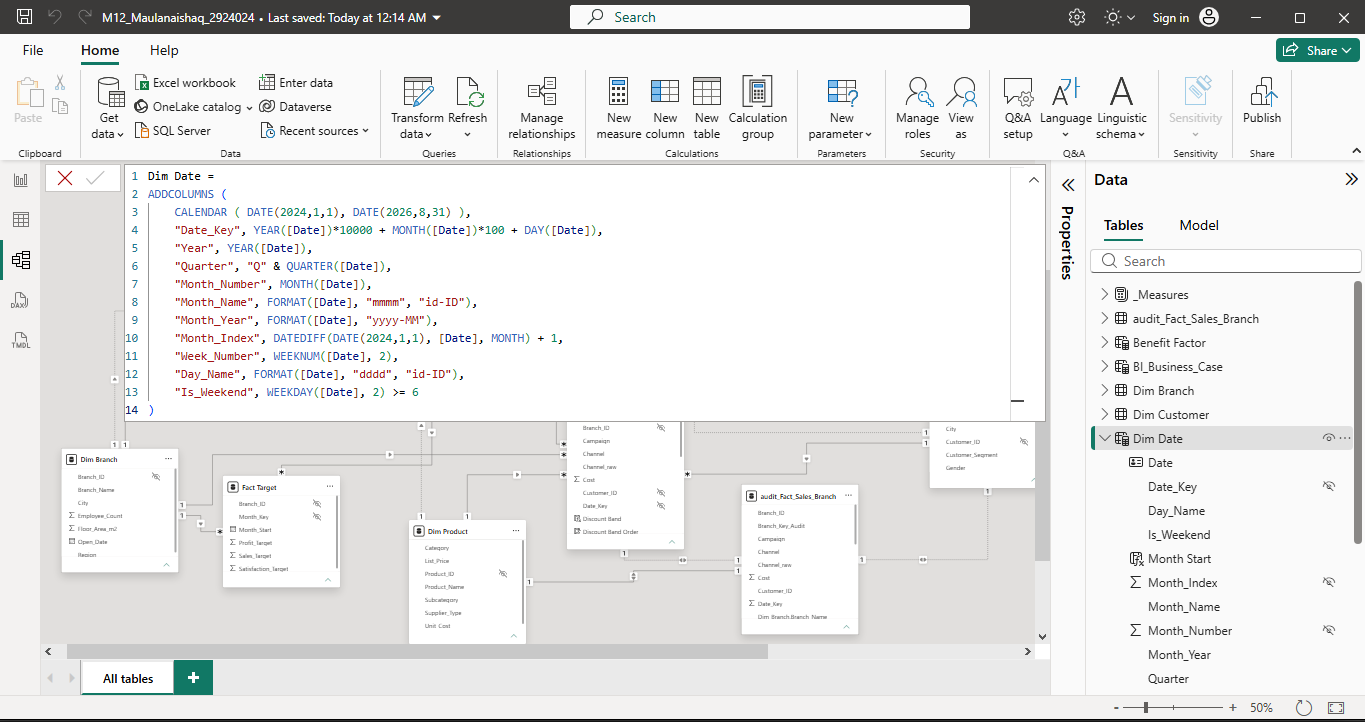 M12_Maulanaishaq_2924024 • Last saved: Today at 12:14 AM
Search
Sign in
File
Home
Help
Share
Paste
Clipboard
Get data
Excel workbook
OneLake catalog
SQL Server
Enter data
Dataverse
Recent sources
Data
Transform data
Refresh
Queries
Manage relationships
Relationships
New measure
New column
New table
Calculation group
Calculations
New parameter
Parameters
Manage roles
View as
Security
Q&A setup
Language
Linguistic schema
Q&A
Sensitivity
Sensitivity
Publish
Share
DAX
TMDL
1 Dim Date =
2 ADDCOLUMNS (
3 CALENDAR ( DATE(2024,1,1), DATE(2026,8,31) ),
4 "Date_Key", YEAR([Date])*10000 + MONTH([Date])*100 + DAY([Date]),
5 "Year", YEAR([Date]),
6 "Quarter", "Q" & QUARTER([Date]),
7 "Month_Number", MONTH([Date]),
8 "Month_Name", FORMAT([Date], "mmmm", "id-ID"),
9 "Month_Year", FORMAT([Date], "yyyy-MM"),
10 "Month_Index", DATEDIFF(DATE(2024,1,1), [Date], MONTH) + 1,
11 "Week_Number", WEEKNUM([Date], 2),
12 "Day_Name", FORMAT([Date], "dddd", "id-ID"),
13 "Is_Weekend", WEEKDAY([Date], 2) >= 6
14 )
Dim Branch
Branch_ID
Branch_Name
City
Employee_Count
Floor_Area_m2
Open_Date
Region
Fact Target
Branch_ID
Month_Key
Month_Start
Profit_Target
Sales_Target
Satisfaction_Target
Dim Product
Category
List_Price
Product_ID
Product_Name
Subcategory
Supplier_Type
Unit_Cost
Branch_ID
Campaign
Channel
Channel_raw
Cost
Customer_ID
Date_Key
Discount Band
Discount Band Order
audit_Fact_Sales_Branch
Branch_ID
Branch_Key_Audit
Campaign
Channel
Channel_raw
Cost
Customer_ID
Date_Key
Dim_Branch.Branch_Name
City
Customer_ID
Customer_Segment
Gender
Properties
Data
Tables
Model
Search
_Measures
audit_Fact_Sales_Branch
Benefit Factor
BI_Business_Case
Dim Branch
Dim Customer
Dim Date
Date
Date_Key
Day_Name
Is_Weekend
Month Start
Month_Index
Month_Name
Month_Number
Month_Year
Quarter
All tables
50%